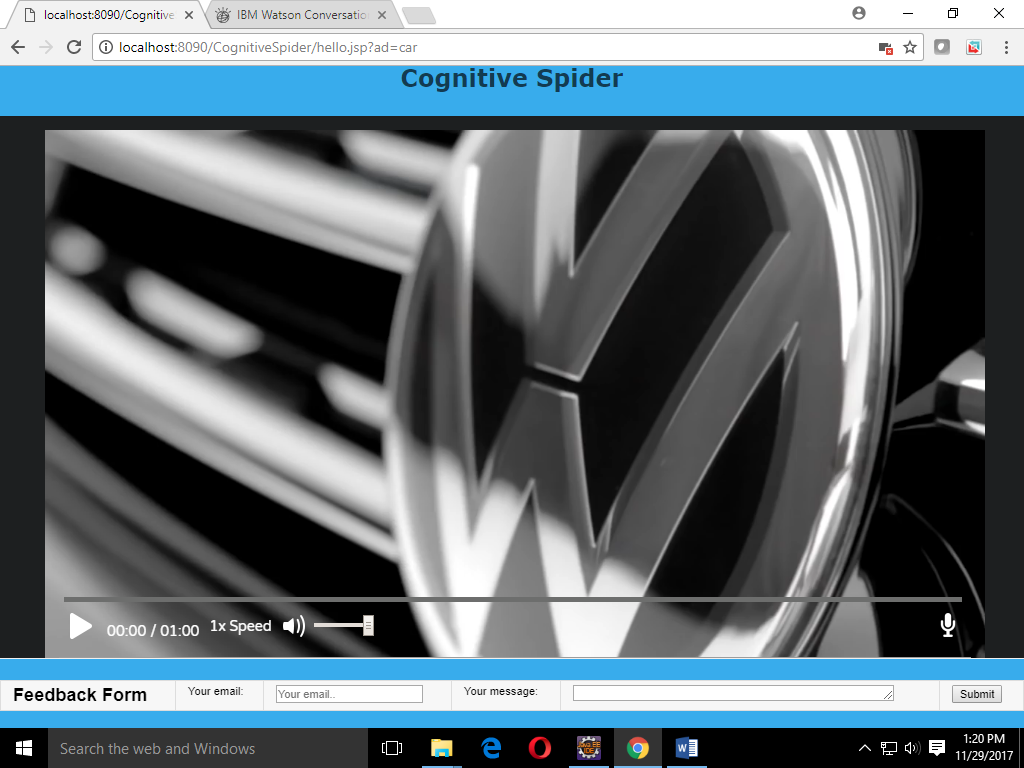 localhost:8090/Cognitive
IBM Watson Conversation
localhost:8090/CognitiveSpider/hello.jsp?ad=car
Cognitive Spider
00:00 / 01:00
1x Speed
Feedback Form
Your email:
Your email..
Your message:
Submit
Search the web and Windows
1:20 PM
11/29/2017